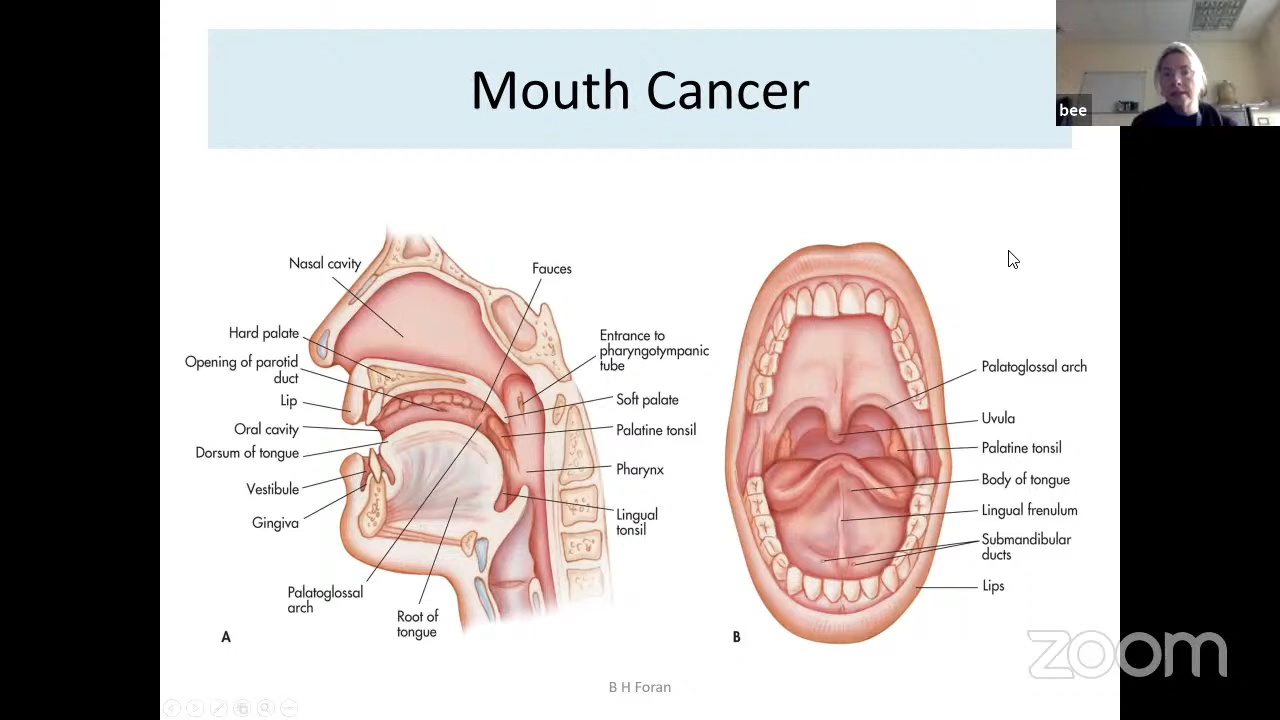 Mouth Cancer
bee
Nasal cavity
Fauces
Hard palate
Opening of parotid
duct
Lip
Oral cavity
Dorsum of tongue
Vestibule
Gingiva
Palatoglossal
arch
Root of
tongue
Entrance to
pharyngotympanic
tube
Soft palate
Palatine tonsil
Pharynx
Lingual
tonsil
A
Palatoglossal arch
Uvula
Palatine tonsil
Body of tongue
Lingual frenulum
Submandibular
ducts
Lips
B
B H Foran
zoom